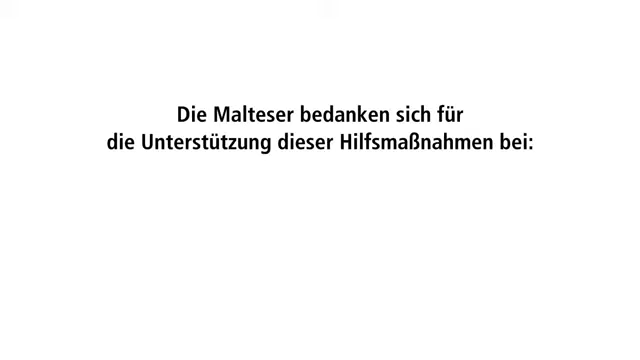 Die Malteser bedanken sich für
die Unterstützung dieser Hilfsmaßnahmen bei: